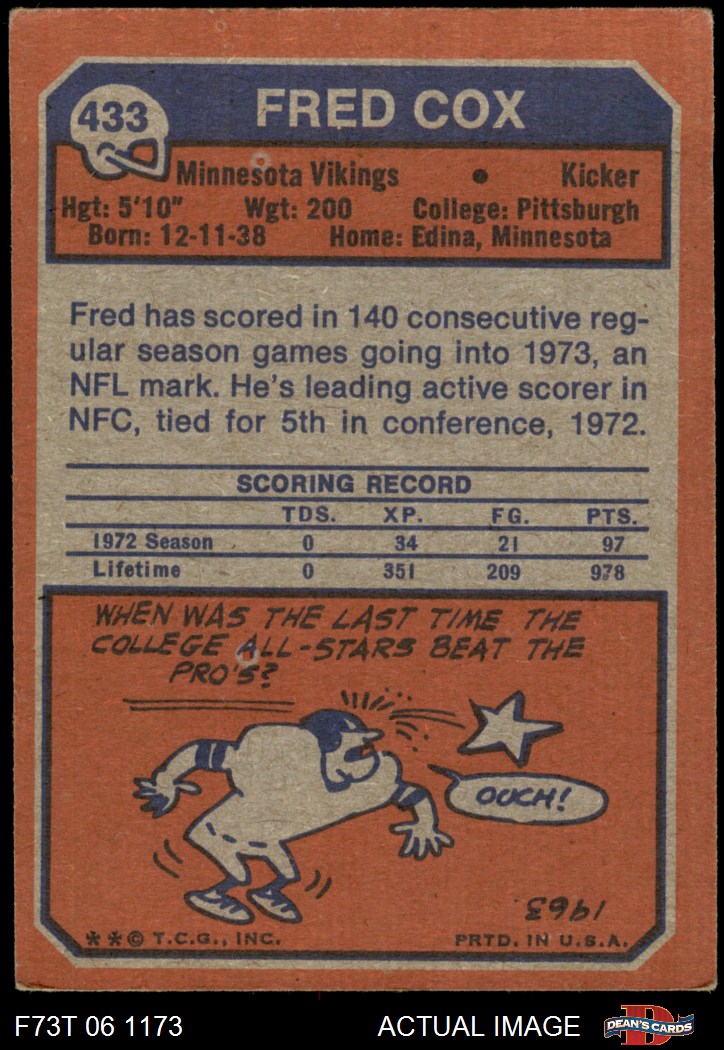 433
FRED COX
Minnesota Vikings • Kicker
Hgt: 5'10" Wgt: 200 College: Pittsburgh
Born: 12-11-38 Home: Edina, Minnesota
Fred has scored in 140 consecutive reg-
ular season games going into 1973, an
NFL mark. He's leading active scorer in
NFC, tied for 5th in conference, 1972.
SCORING RECORD
TDS. XP. FG. PTS.
1972 Season 0 34 21 97
Lifetime 0 351 209 978
WHEN WAS THE LAST TIME THE
COLLEGE ALL-STARS BEAT THE
PRO'S?
OUCH!
1963
** © T.C.G., INC. PRTD. IN U.S.A.
F73T 06 1173 ACTUAL IMAGE
D
DEAN'S CARDS